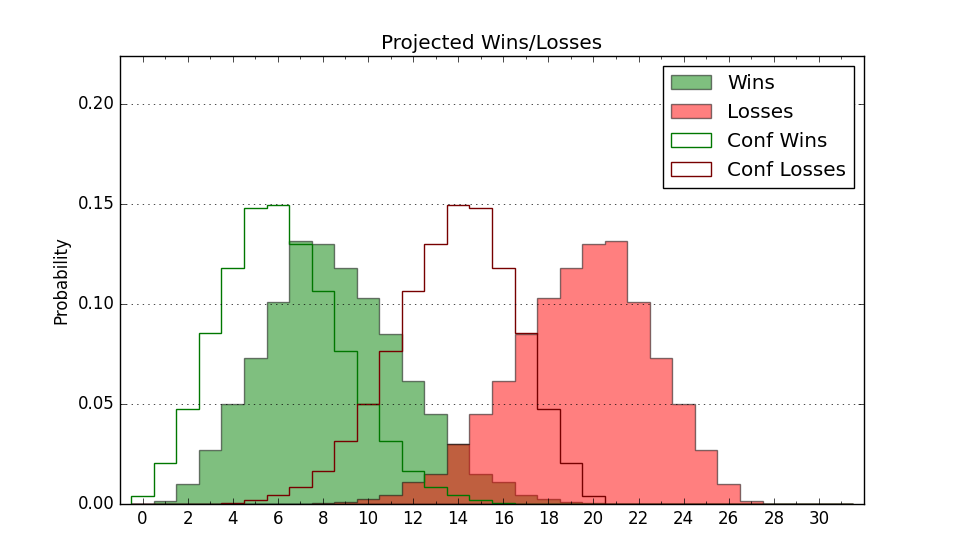 Projected Wins/Losses
Wins
Losses
Conf Wins
Conf Losses
Probability
0.20
0.15
0.10
0.05
0.00
0 2 4 6 8 10 12 14 16 18 20 22 24 26 28 30